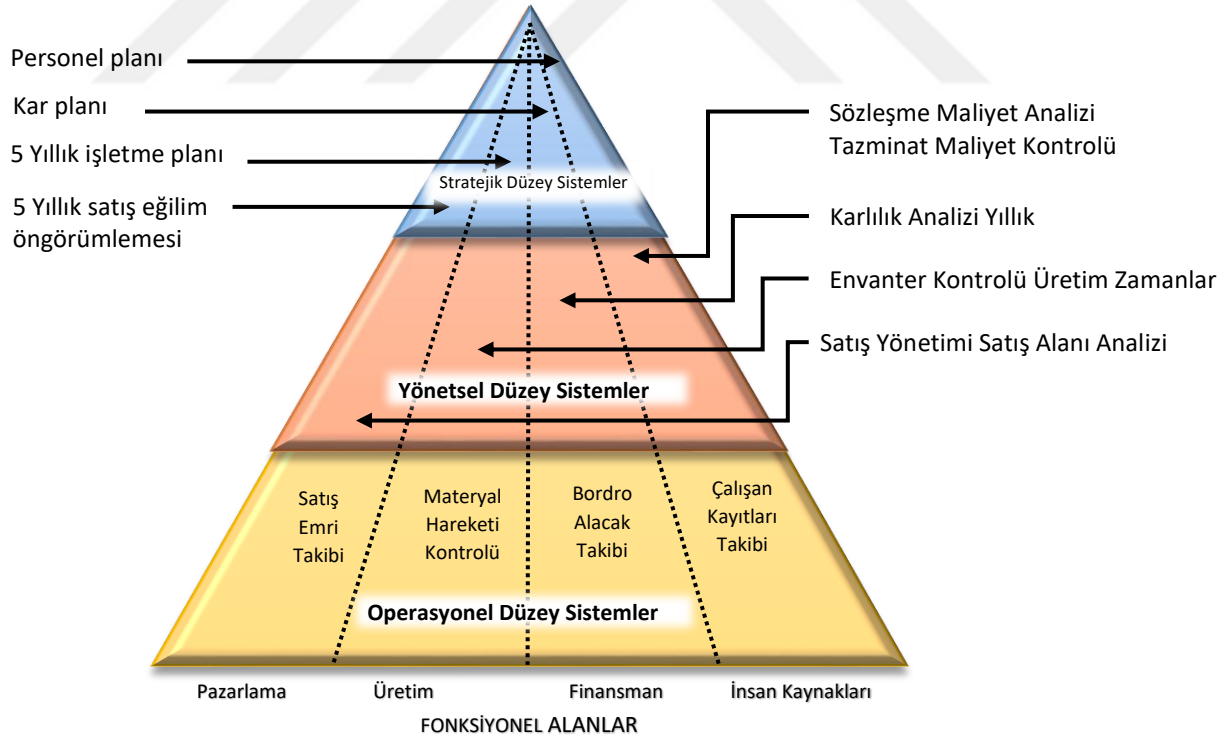 Personel planı
Kar planı
5 Yıllık işletme planı
5 Yıllık satış eğilim
öngörümlemesi
Stratejik Düzey Sistemler
Sözleşme Maliyet Analizi
Tazminat Maliyet Kontrolü
Karlılık Analizi Yıllık
Envanter Kontrolü Üretim Zamanlar
Satış Yönetimi Satış Alanı Analizi
Yönetsel Düzey Sistemler
Satış
Emri
Takibi
Materyal
Hareketi
Kontrolü
Bordro
Alacak
Takibi
Çalışan
Kayıtları
Takibi
Operasyonel Düzey Sistemler
Pazarlama
Üretim
Finansman
İnsan Kaynakları
FONKSİYONEL ALANLAR